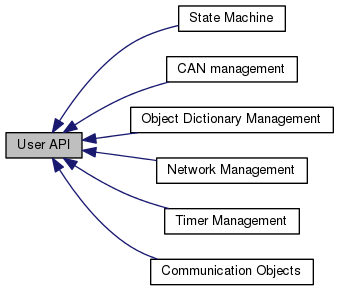 State Machine
CAN management
Object Dictionary Management
User API
Network Management
Timer Management
Communication Objects